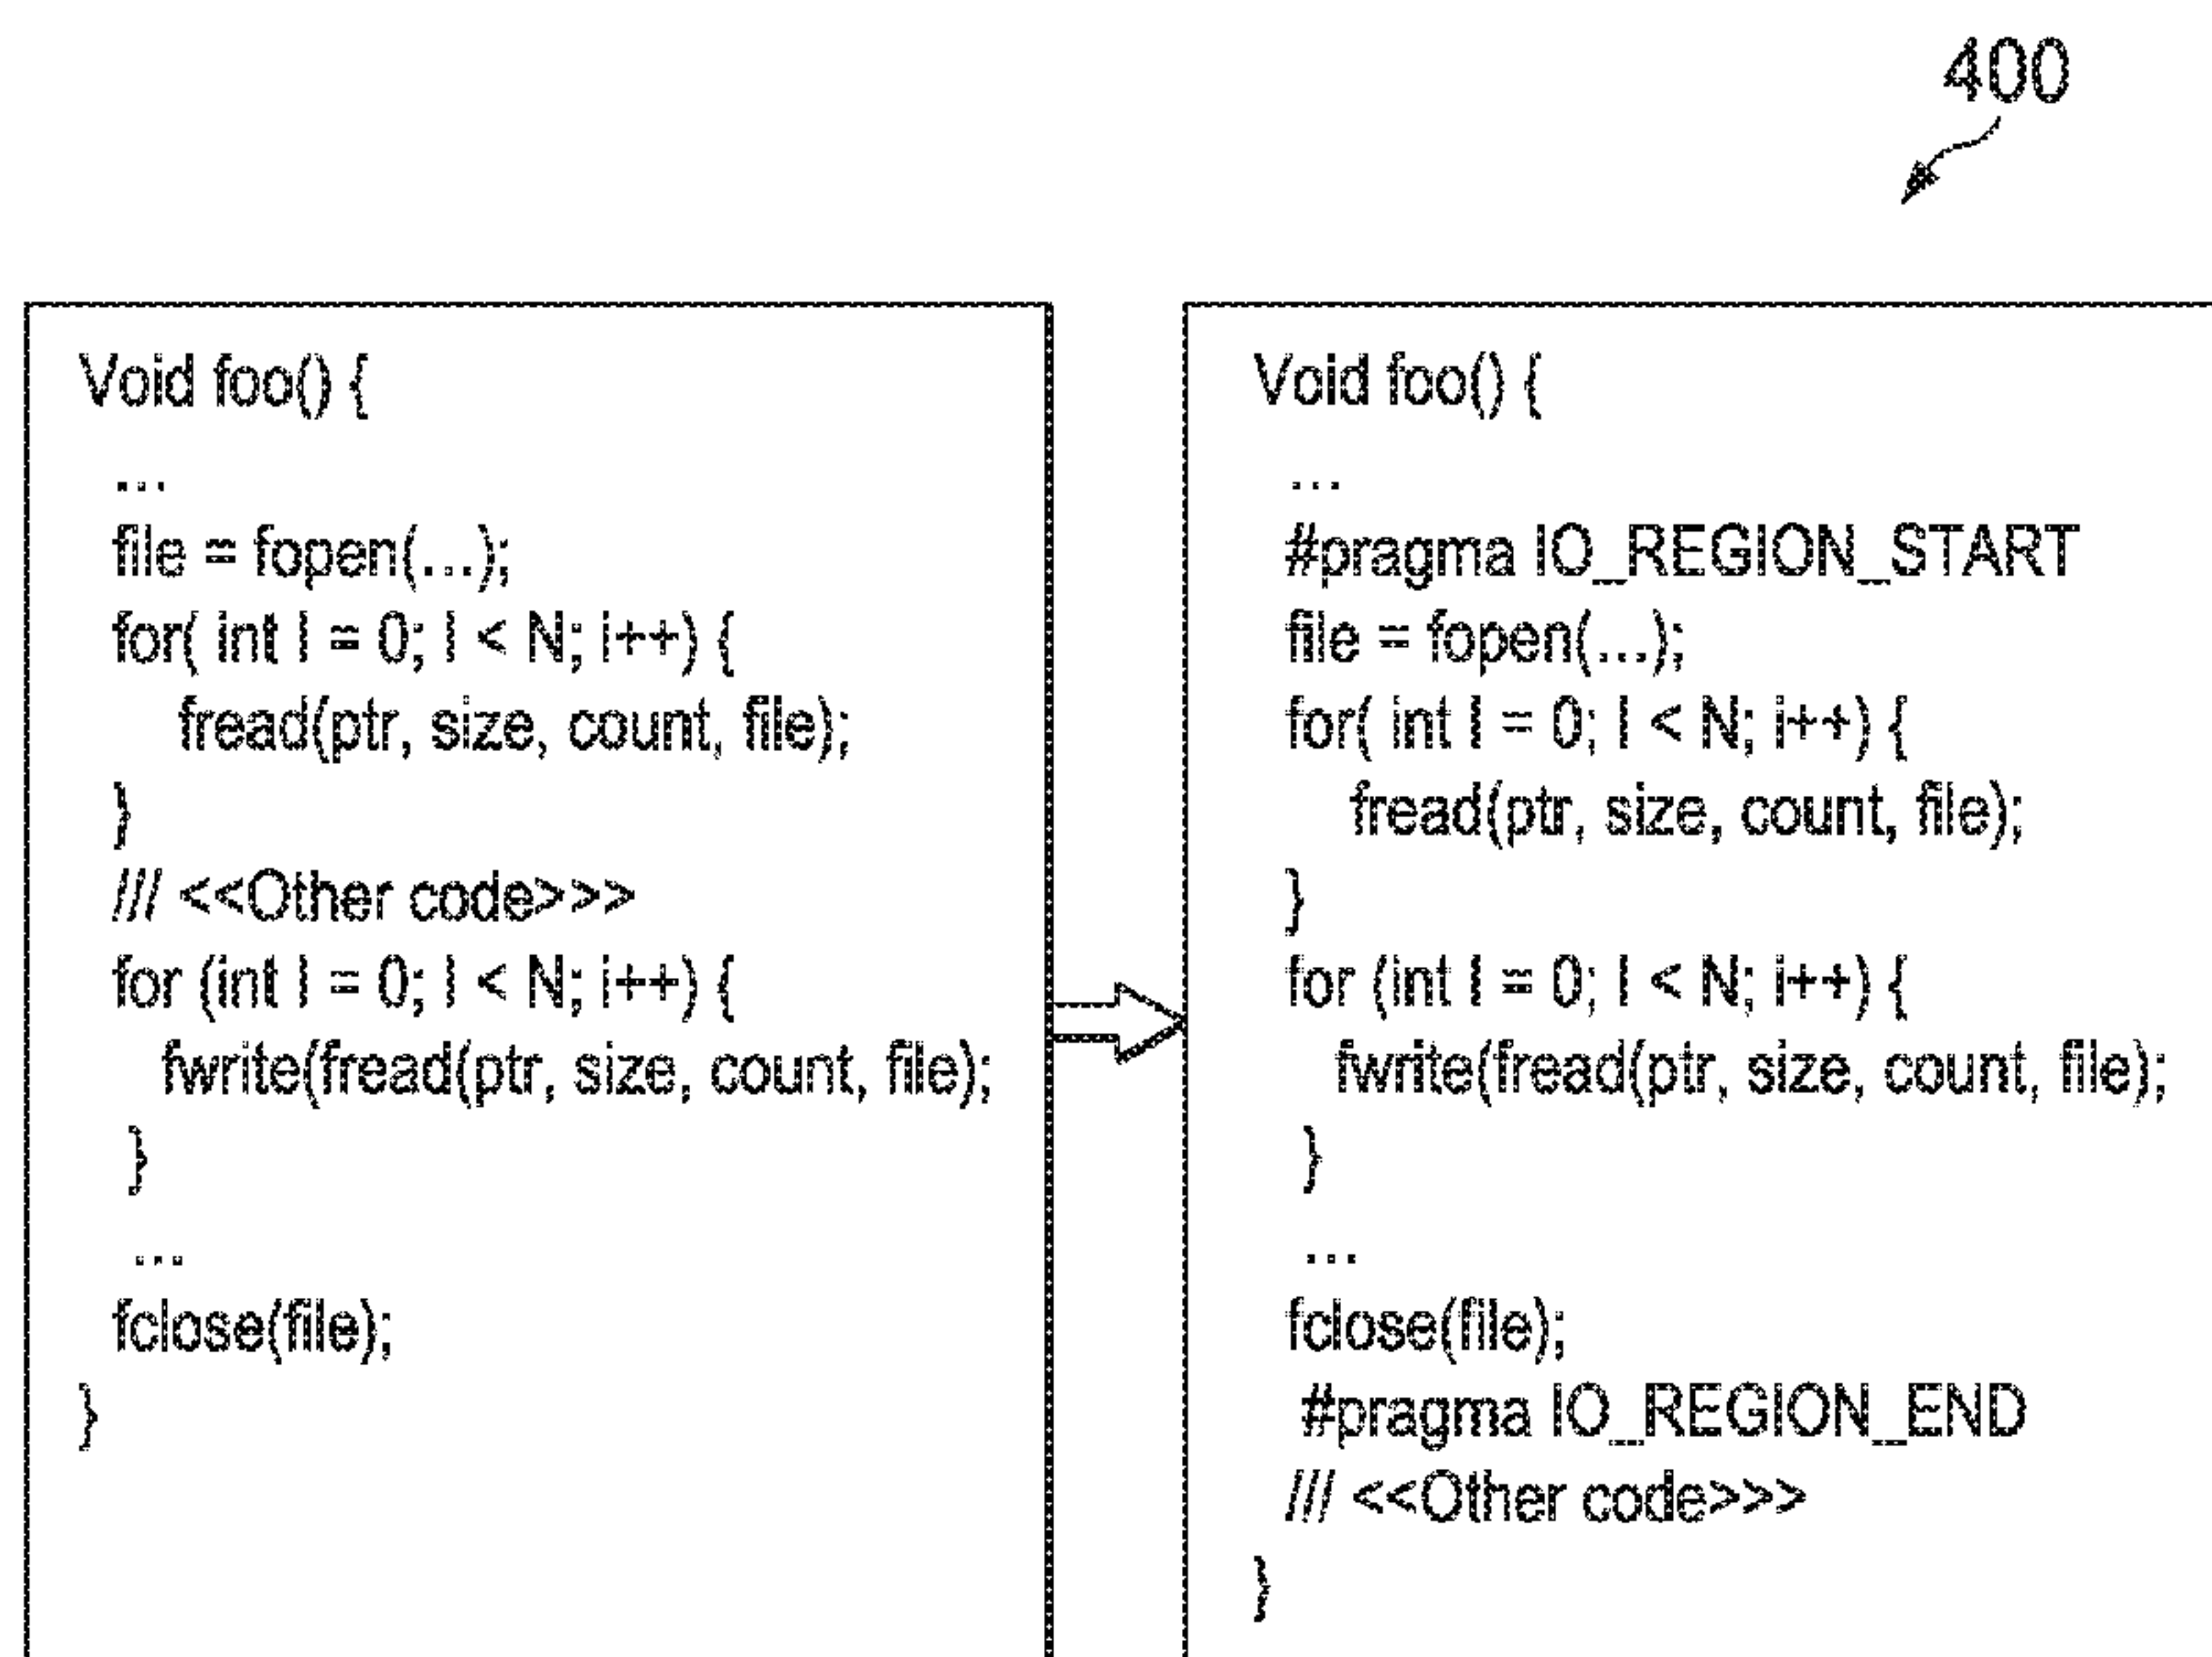 400
Void foo() {
...
file = fopen(...);
for( int I = 0; I < N; i++) {
fread(ptr, size, count, file);
}
/// <<Other code>>>
for (int I = 0; I < N; i++) {
fwrite(fread(ptr, size, count, file);
}
...
fclose(file);
}
Void foo() {
...
#pragma IO_REGION_START
file = fopen(...);
for( int I = 0; I < N; i++) {
fread(ptr, size, count, file);
}
for (int I = 0; I < N; i++) {
fwrite(fread(ptr, size, count, file);
}
...
fclose(file);
#pragma IO_REGION_END
/// <<Other code>>>
}